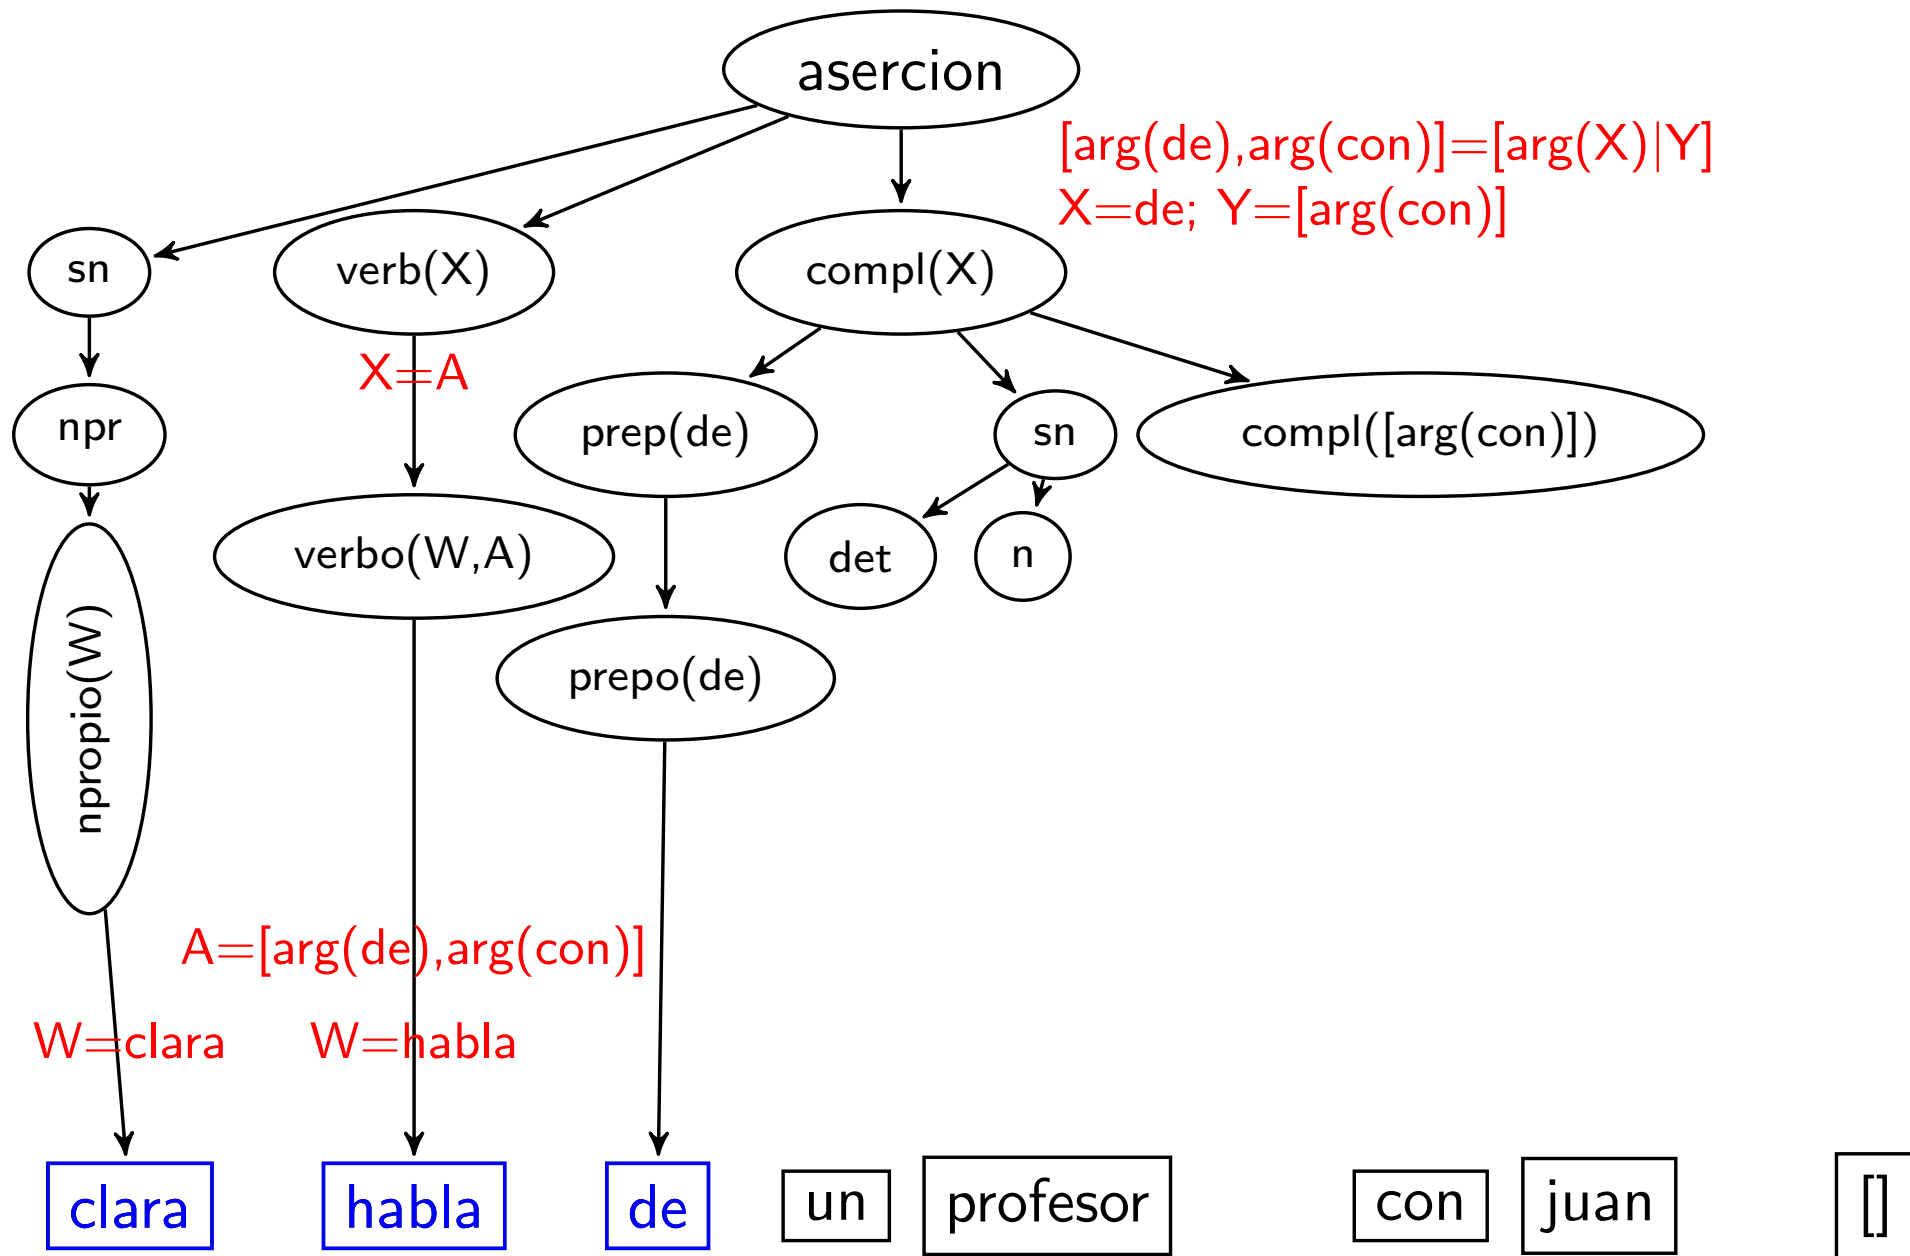 asercion
[arg(de),arg(con)]=[arg(X)|Y]
X=de; Y=[arg(con)]
sn
verb(X)
compl(X)
X=A
npr
prep(de)
sn
compl([arg(con)])
verbo(W,A)
det
n
npropio(W)
prepo(de)
A=[arg(de),arg(con)]
W=clara
W=habla
clara
habla
de
un
profesor
con
juan
[]